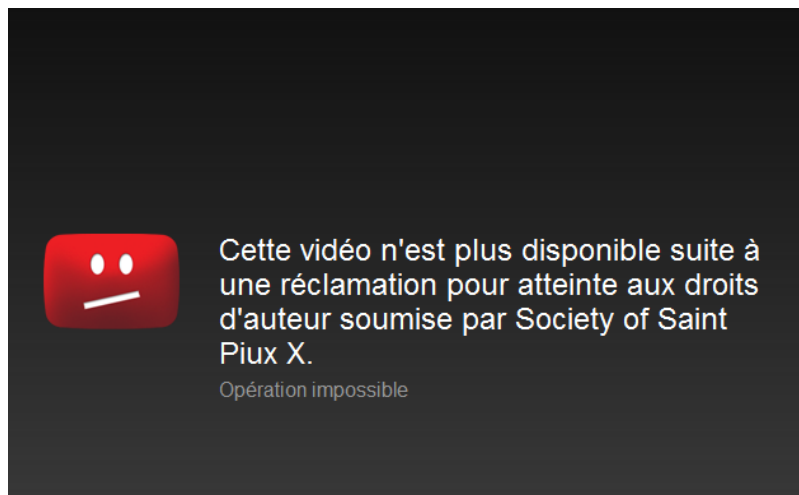 Cette vidéo n'est plus disponible suite à
une réclamation pour atteinte aux droits
d'auteur soumise par Society of Saint
Piux X.
Opération impossible